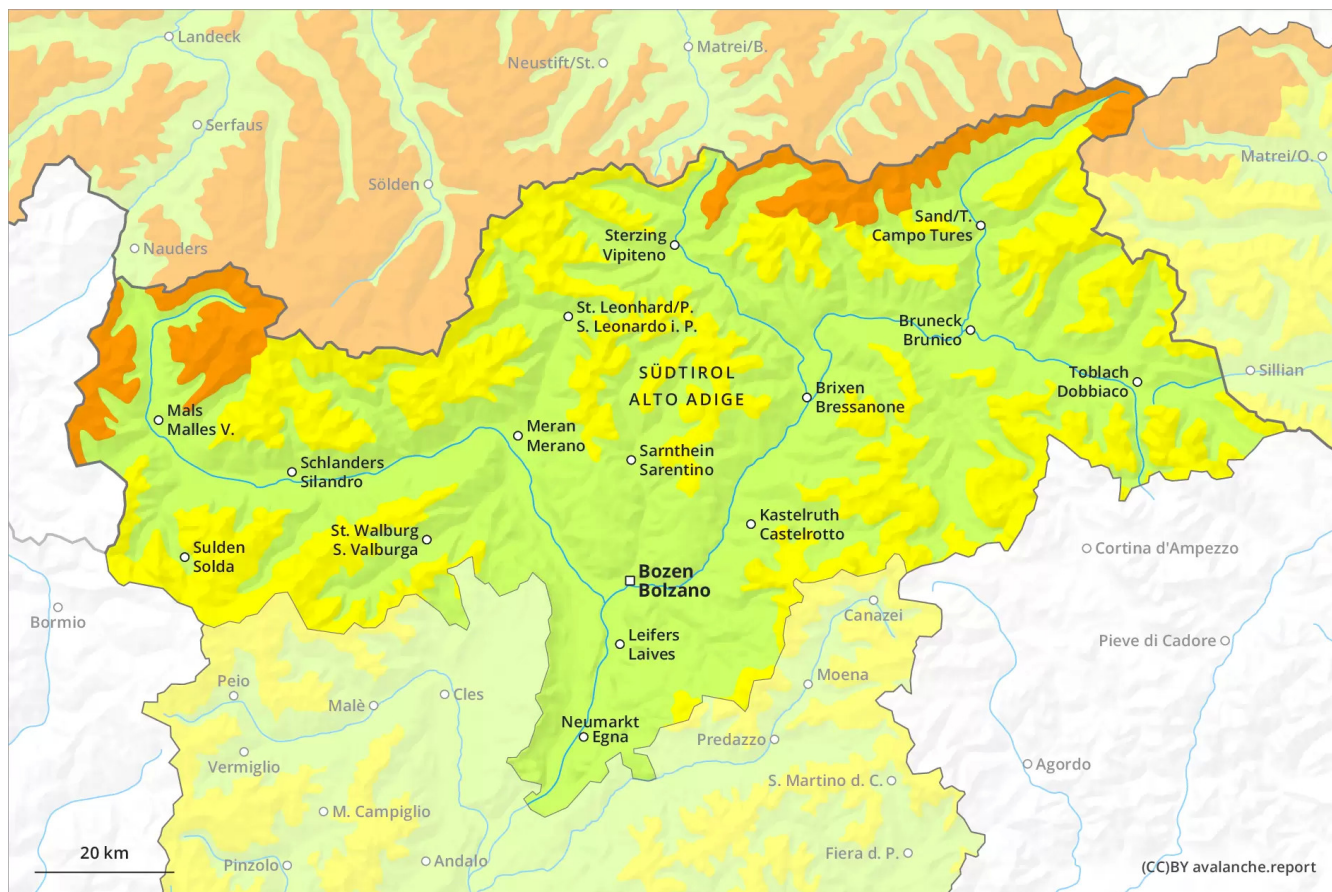 Landeck
Matrei/B.
Neustift/St.
Serfaus
Matrei/O.
Sölden
Sand/T.
Campo Tures
Sterzing
Vipiteno
Nauders
St. Leonhard/P.
S. Leonardo i. P.
Bruneck
Brunico
SÜDTIROL
ALTO ADIGE
Toblach
Dobbiaco
Sillian
Brixen
Bressanone
Mals
Malles V.
Meran
Merano
Sarnthein
Sarentino
Schlanders
Silandro
Kastelruth
Castelrotto
St. Walburg
S. Valburga
Sulden
Solda
Cortina d'Ampezzo
Bozen
Bolzano
Bormio
Canazei
Leifers
Laives
Pieve di Cadore
Peio
Moena
Malè
Cles
Neumarkt
Egna
Predazzo
Vermiglio
Agordo
S. Martino d. C.
M. Campiglio
20 km
Pinzolo
Andalo
Fiera d. P.
(CC)BY avalanche.report